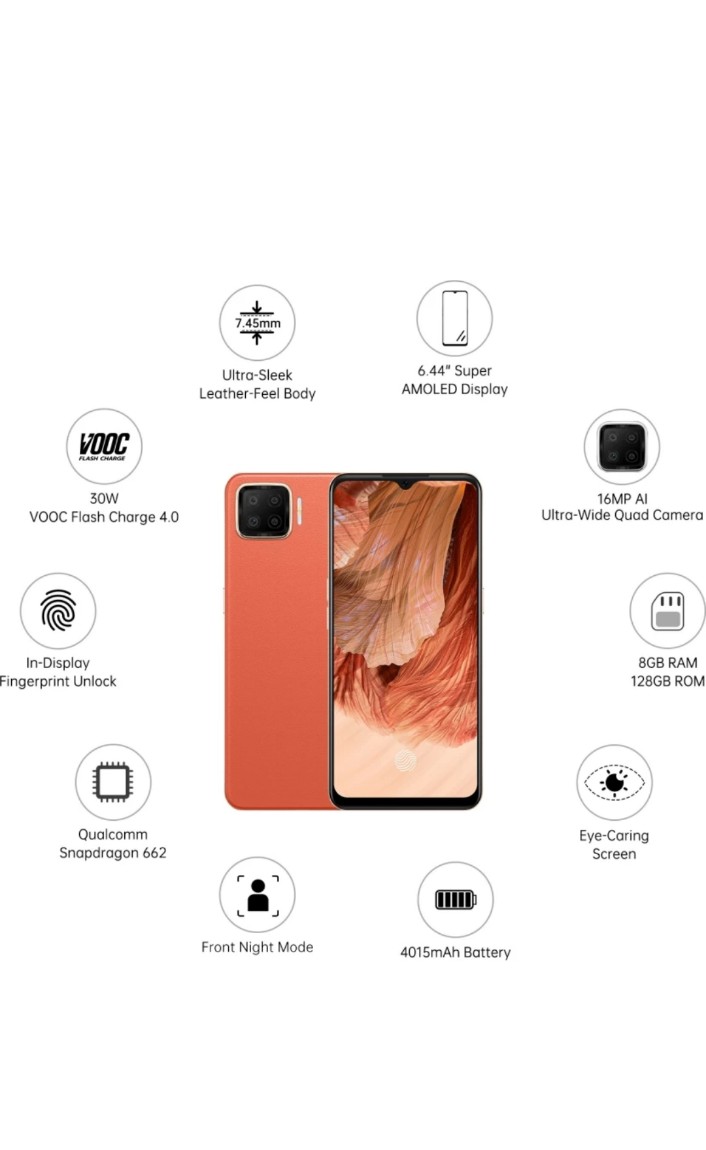 7.45mm
Ultra-Sleek
Leather-Feel Body
6.44" Super
AMOLED Display
VOOC
FLASH CHARGE
30W
VOOC Flash Charge 4.0
16MP AI
Ultra-Wide Quad Camera
In-Display
Fingerprint Unlock
8GB RAM
128GB ROM
Qualcomm
Snapdragon 662
Eye-Caring
Screen
Front Night Mode
4015mAh Battery